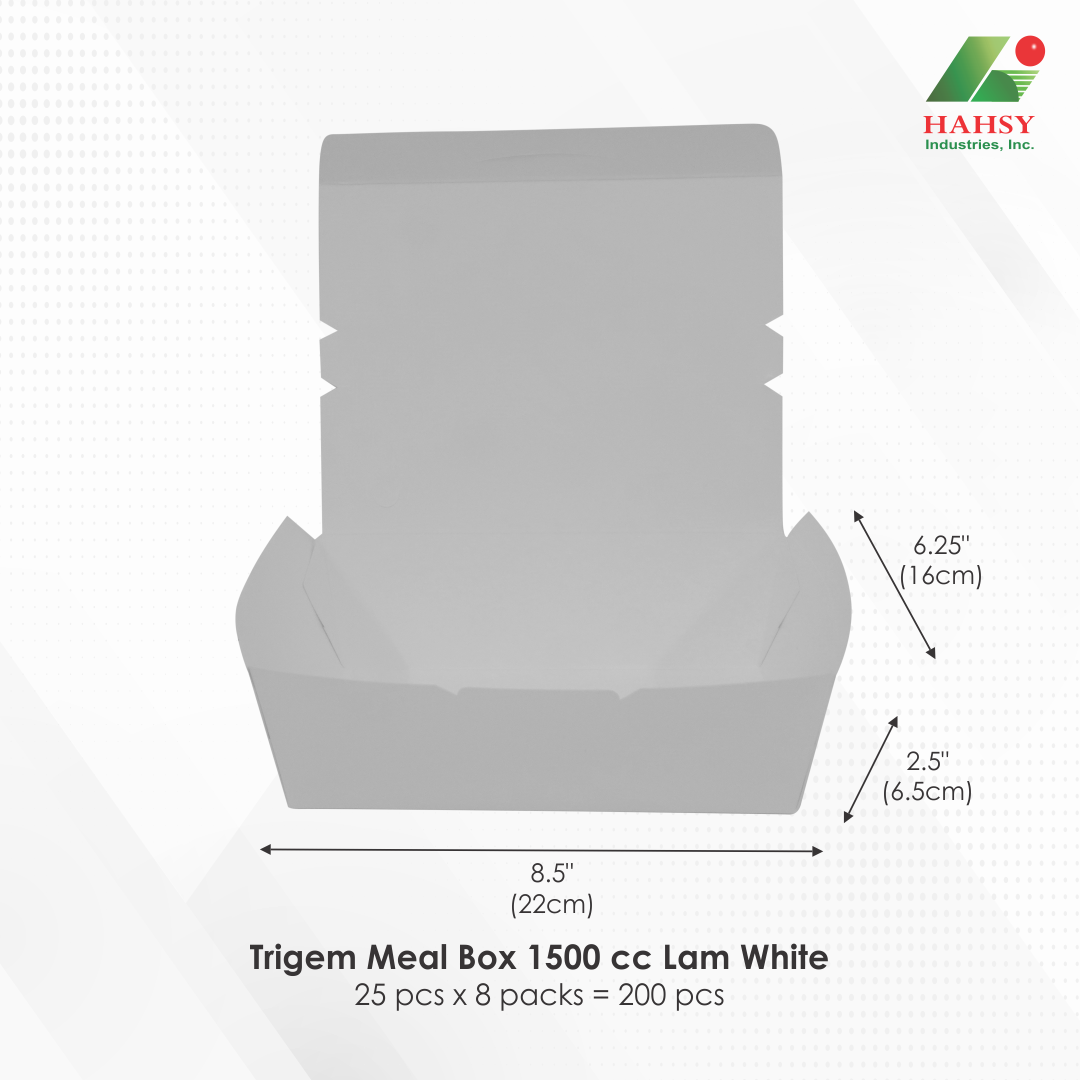 HAHSY
Industries, Inc.
6.25"
(16cm)
2.5"
(6.5cm)
8.5"
(22cm)
Trigem Meal Box 1500 cc Lam White
25 pcs x 8 packs = 200 pcs